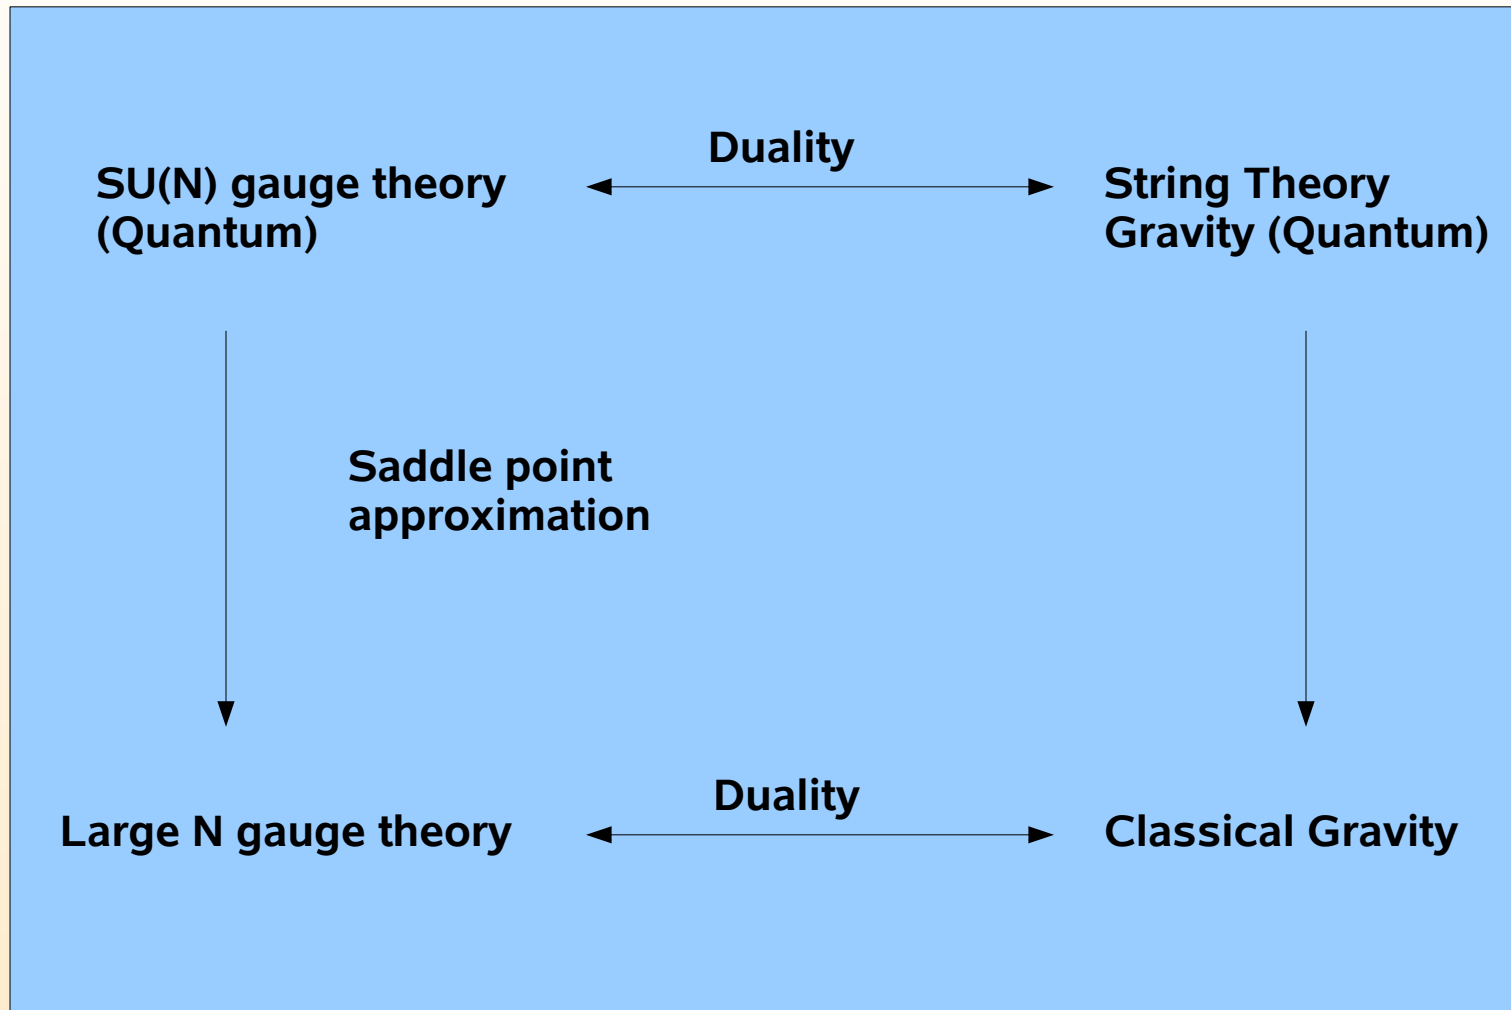 Duality
SU(N) gauge theory
(Quantum)
String Theory
Gravity (Quantum)
Saddle point
approximation
Duality
Large N gauge theory
Classical Gravity